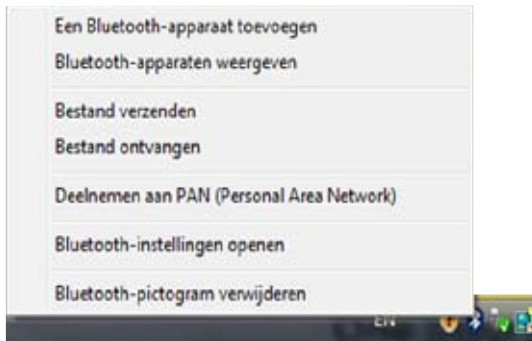 Een Bluetooth-apparaat toevoegen
Bluetooth-apparaten weergeven
Bestand verzenden
Bestand ontvangen
Deelnemen aan PAN (Personal Area Network)
Bluetooth-instellingen openen
Bluetooth-pictogram verwijderen
EN